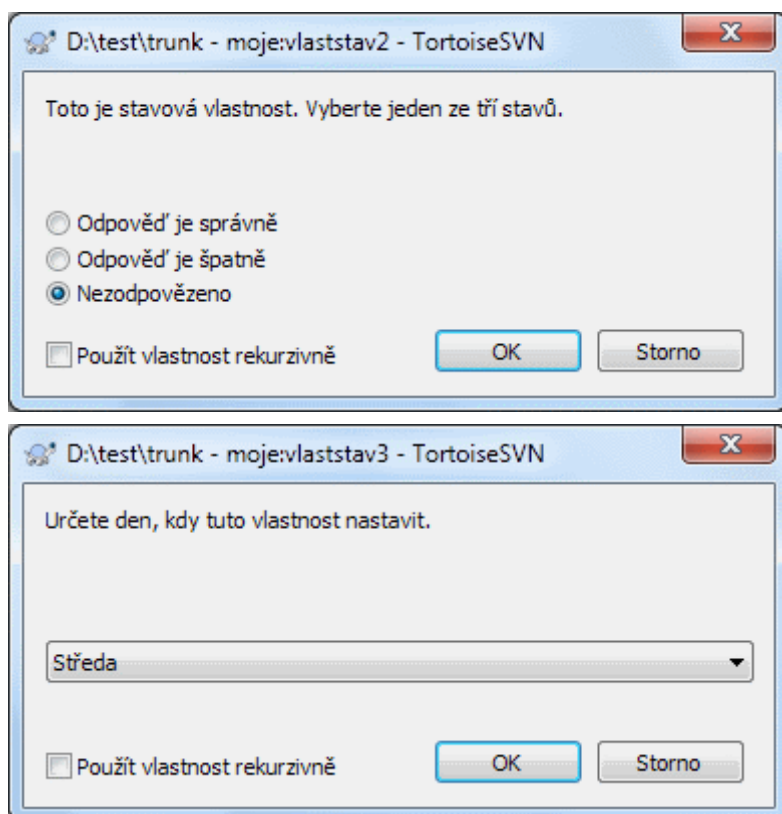 D:\test\trunk - moje:vlaststav2 - TortoiseSVN
Toto je stavová vlastnost. Vyberte jeden ze tří stavů.
Odpověď je správně
Odpověď je špatně
Nezodpovězeno
Použít vlastnost rekurzivně OK Storno
D:\test\trunk - moje:vlaststav3 - TortoiseSVN
Určete den, kdy tuto vlastnost nastavit.
Středa
Použít vlastnost rekurzivně OK Storno